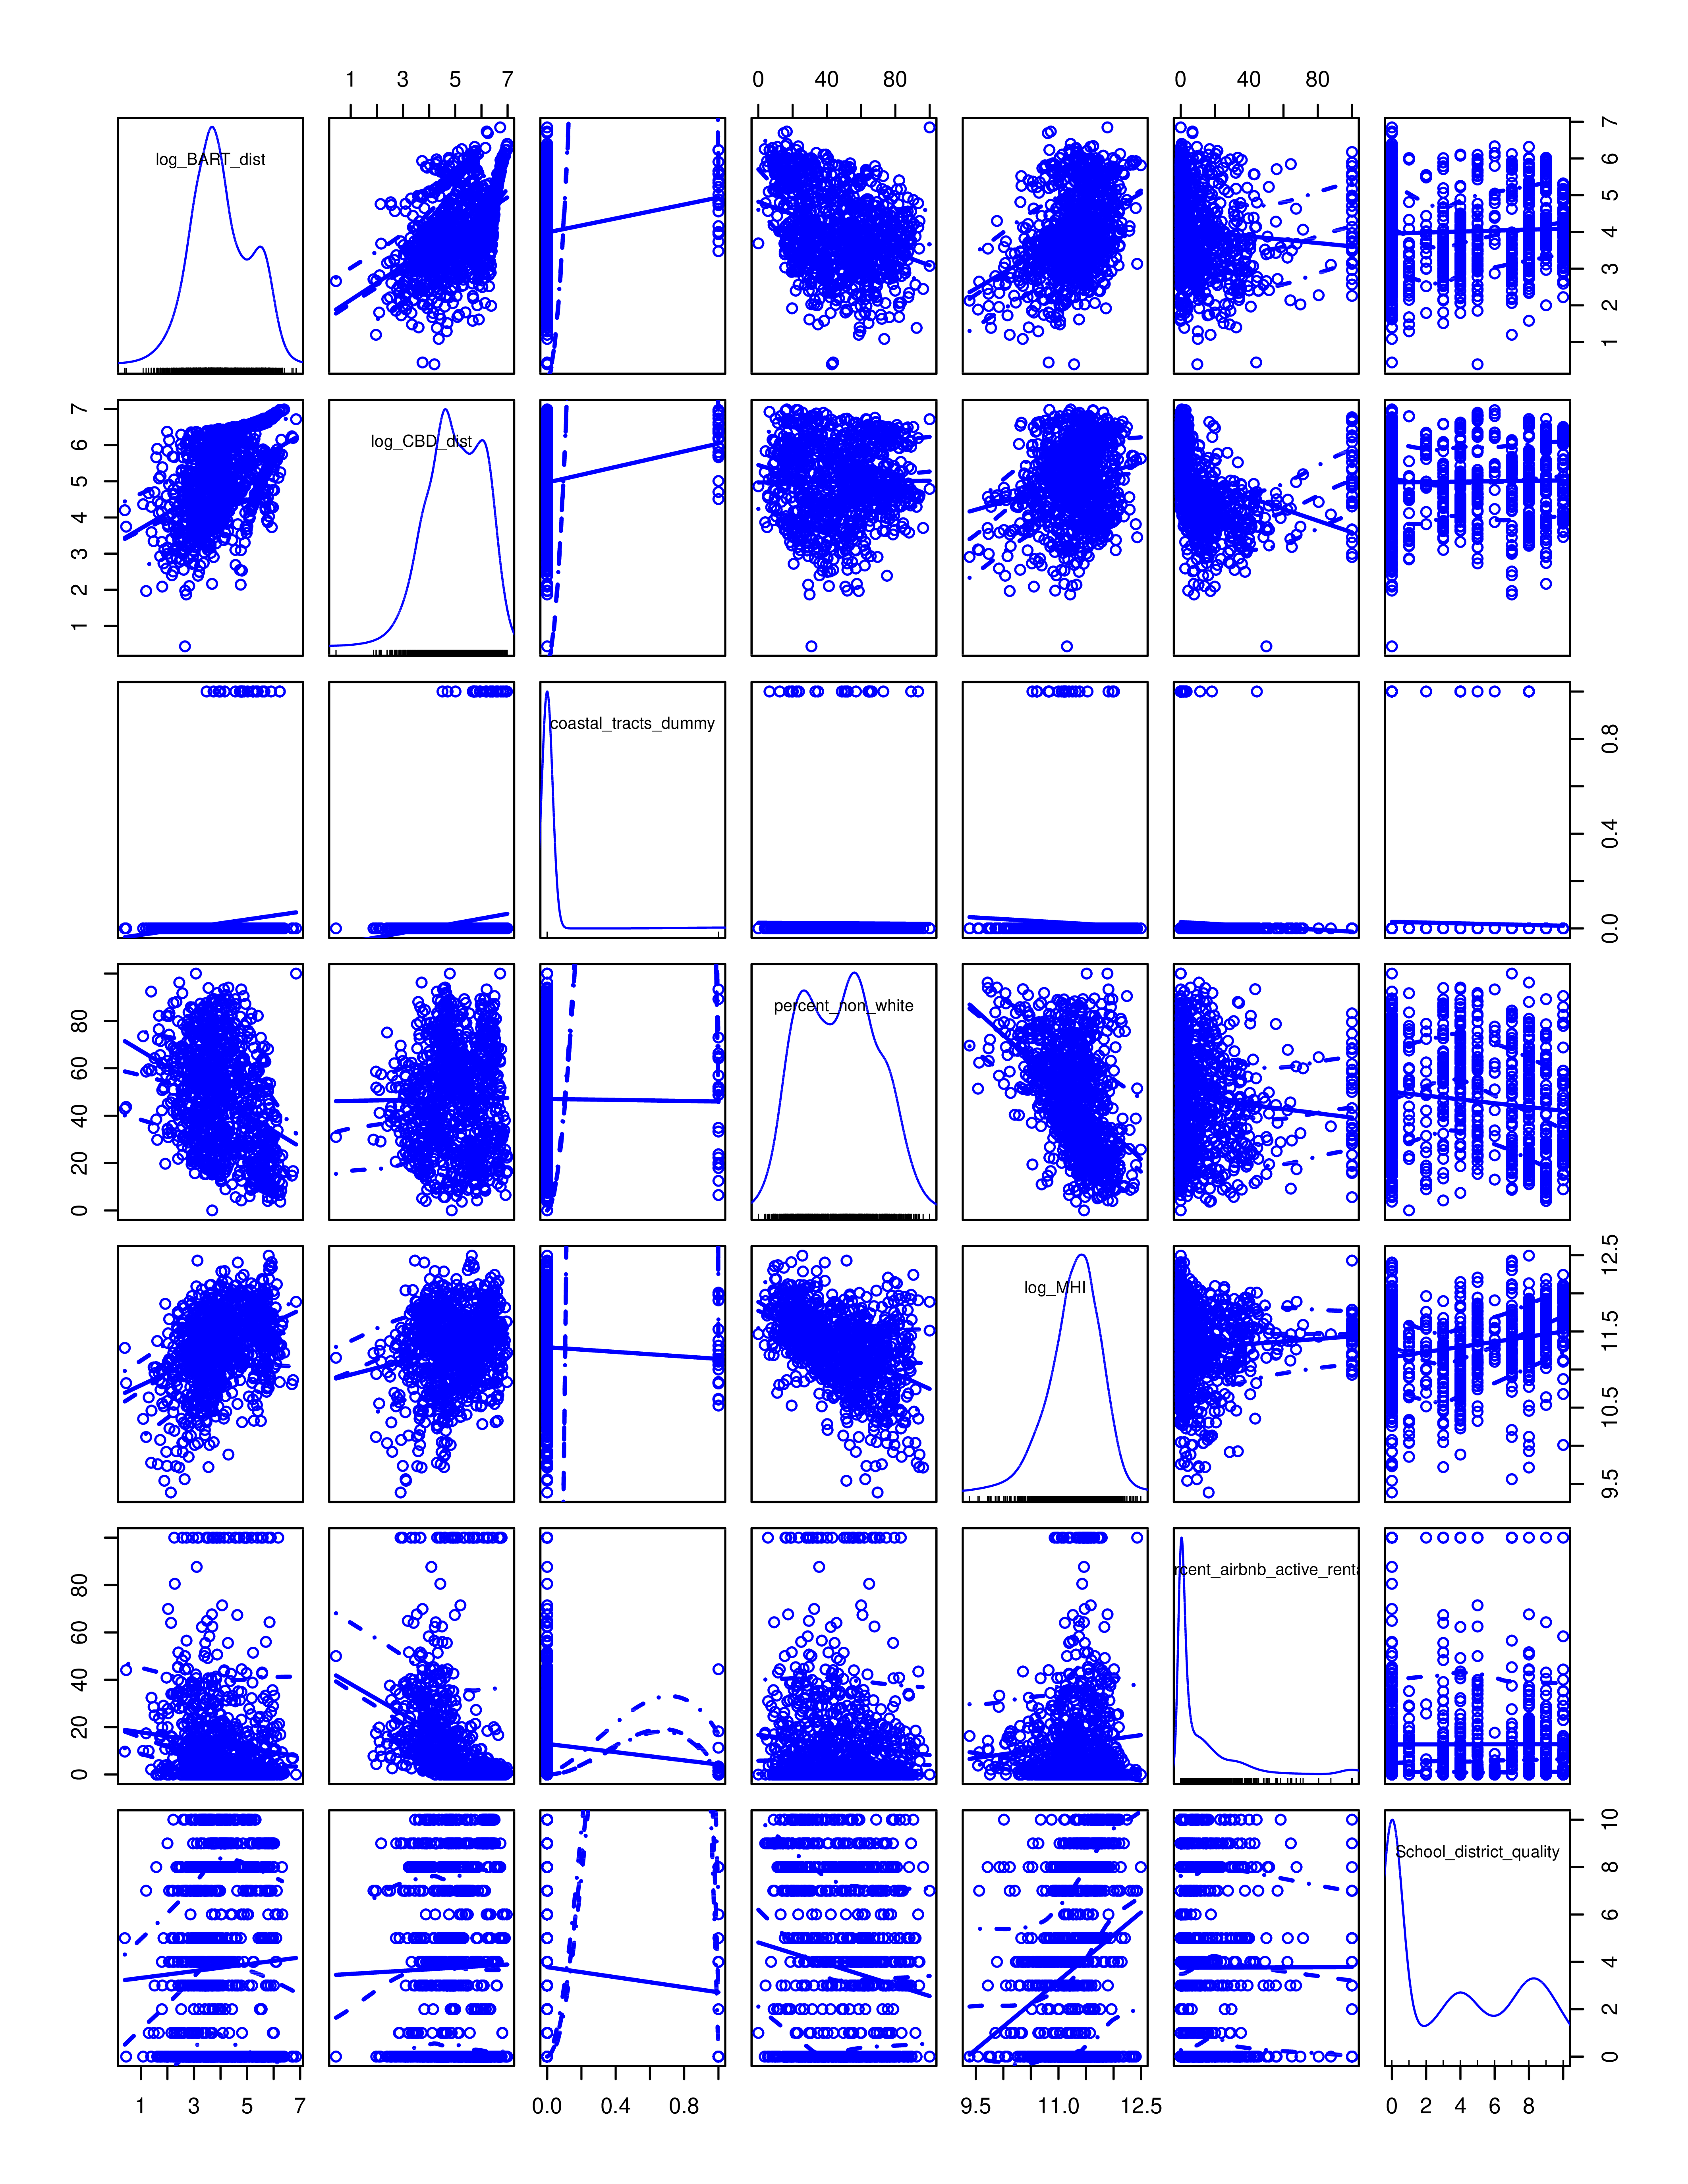 1 3 5 7 0 40 80 0 40 80
log_BART_dist
1 2 3 4 5 6 7
log_CBD_dist
1 2 3 4 5 6 7
coastal_tracts_dummy
0.0 0.4 0.8
percent_non_white
0 20 40 60 80
log_MHI
9.5 10.5 11.5 12.5
rcent_airbnb_active_renta
0 20 40 60 80
School_district_quality
0 2 4 6 8 10
1 3 5 7 0.0 0.4 0.8 9.5 11.0 12.5 0 2 4 6 8